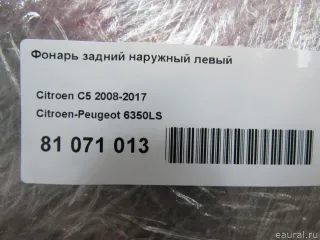 Фонарь задний наружный левый
Citroen C5 2008-2017
Citroen-Peugeot 6350LS
81 071 013
eaural.ru